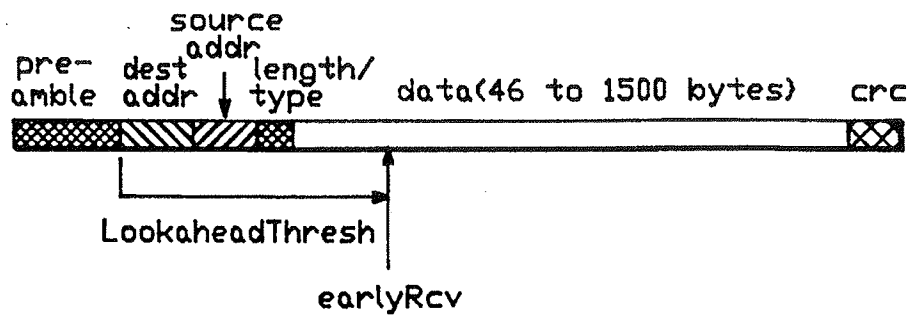 source
addr
pre-
amble
dest
addr
length/
type
data(46 to 1500 bytes)
crc
LookaheadThresh
earlyRcv